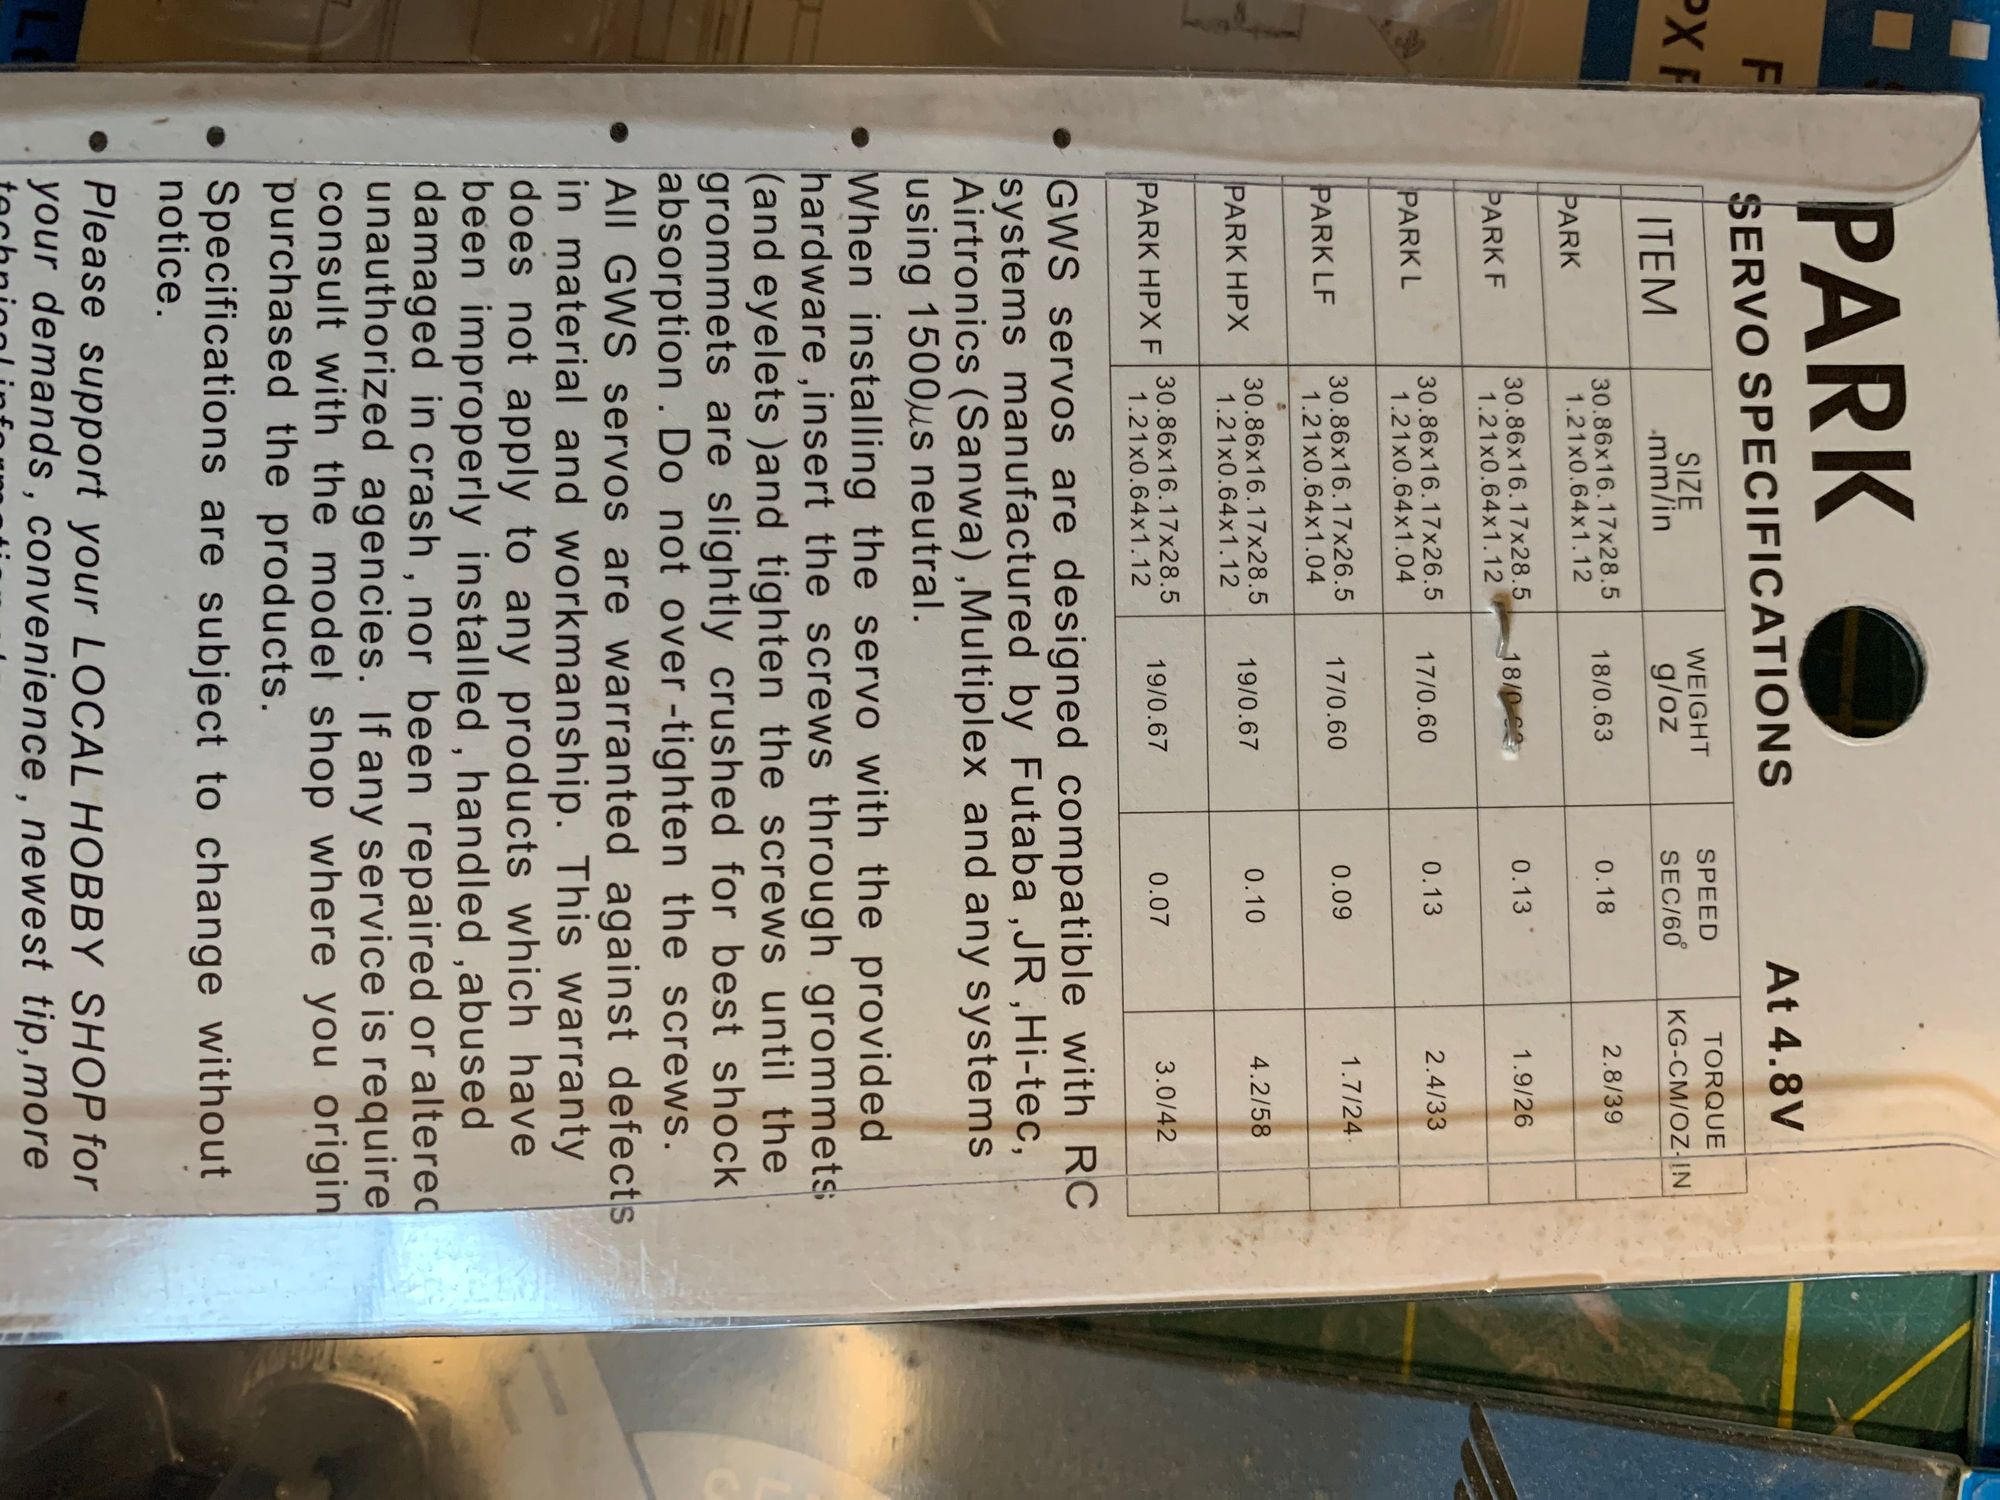 PARK
SERVO SPECIFICATIONS At 4.8V
ITEM SIZE mm/in WEIGHT g/oz SPEED SEC/60° TORQUE KG-CM/OZ-IN
PARK 30.86x16.17x28.5 1.21x0.64x1.12 18/0.63 0.18 2.8/39
PARK F 30.86x16.17x28.5 1.21x0.64x1.12 0.13 1.9/26
PARK L 30.86x16.17x26.5 1.21x0.64x1.04 17/0.60 0.13 2.4/33
PARK LF 30.86x16.17x26.5 1.21x0.64x1.04 17/0.60 0.09 1.7/24
PARK HPX 30.86x16.17x28.5 1.21x0.64x1.12 19/0.67 0.10 4.2/58
PARK HPX F 30.86x16.17x28.5 1.21x0.64x1.12 19/0.67 0.07 3.0/42
• GWS servos are designed compatible with RC
systems manufactured by Futaba ,JR ,Hi-tec,
Airtronics (Sanwa) ,Multiplex and any systems
using 1500µs neutral.
• When installing the servo with the provided
hardware ,insert the screws through grommets
(and eyelets )and tighten the screws until the
grommets are slightly crushed for best shock
absorption . Do not over -tighten the screws.
• All GWS servos are warranted against defects
in material and workmanship. This warranty
does not apply to any products which have
been improperly installed , handled ,abused
damaged in crash , nor been repaired or altered
unauthorized agencies. If any service is require
consult with the model shop where you origin
purchased the products.
• Specifications are subject to change without
notice.
• Please support your LOCAL HOBBY SHOP for
your demands , convenience , newest tip,more